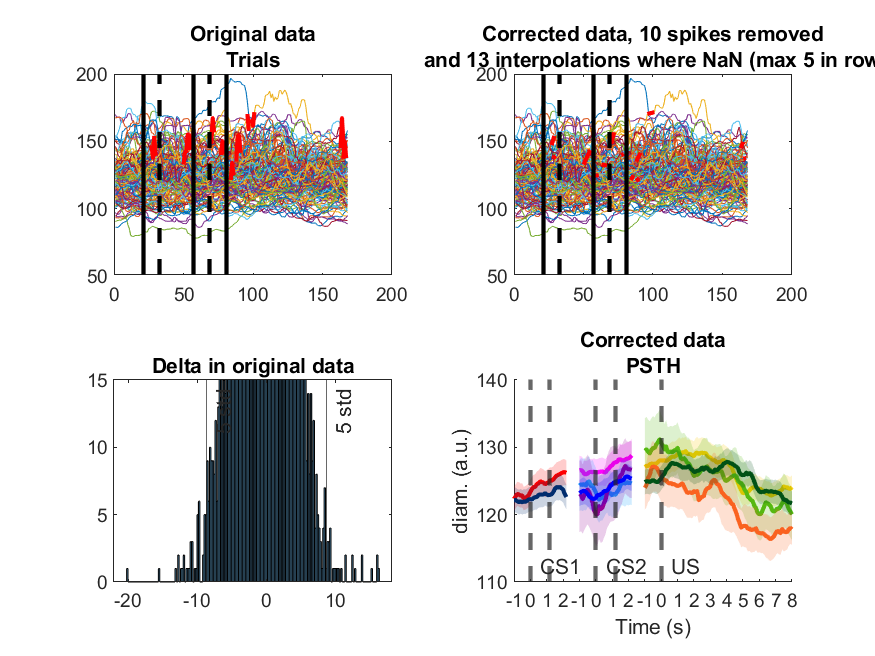 Original data
Trials
200
150
100
50
0
50
100
150
200
Corrected data, 10 spikes removed
and 13 interpolations where NaN (max 5 in row
200
150
100
50
0
50
100
150
200
Delta in original data
15
10
5
0
5 std
-20
-10
0
10
Corrected data
PSTH
140
130
120
110
diam. (a.u.)
CS1
CS2
US
-1 0 1 2 -1 0 1 2 -1 0 1 2 3 4 5 6 7 8
Time (s)